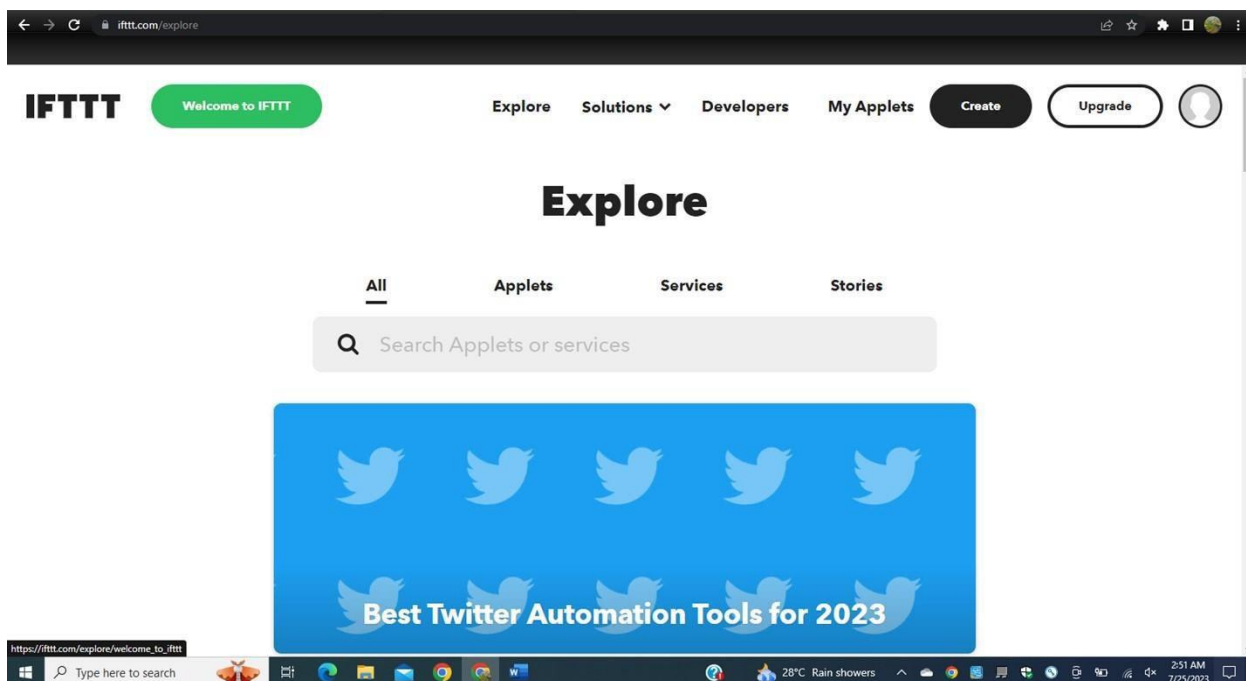 ifttt.com/explore
IFTTT
Welcome to IFTTT
Explore Solutions Developers My Applets Create Upgrade
Explore
All Applets Services Stories
Search Applets or services
Best Twitter Automation Tools for 2023
https://ifttt.com/explore/welcome_to_ifttt
Type here to search
28°C Rain showers
2:51 AM
7/25/2023